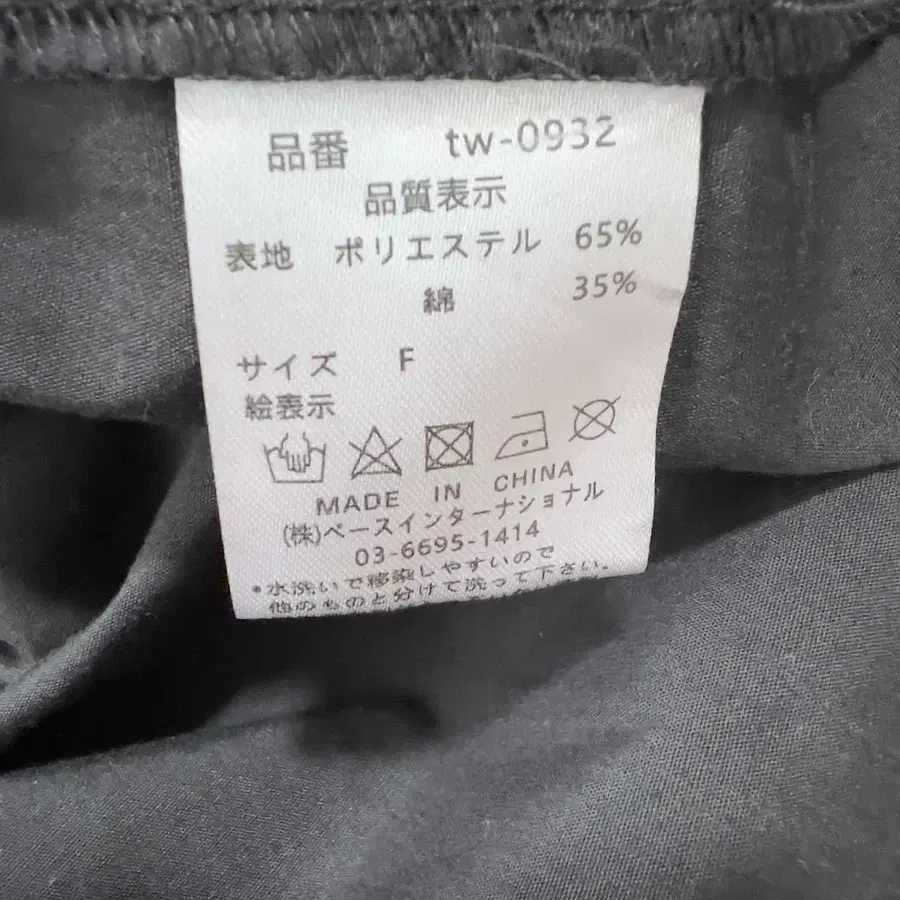 品番 tw-0932
品質表示
表地 ポリエステル 65%
綿 35%
サイズ F
絵表示
MADE IN CHINA
(株)ベースインターナショナル
03-6695-1414
*水洗いで移染しやすいので
他のものと分けて洗って下さい。